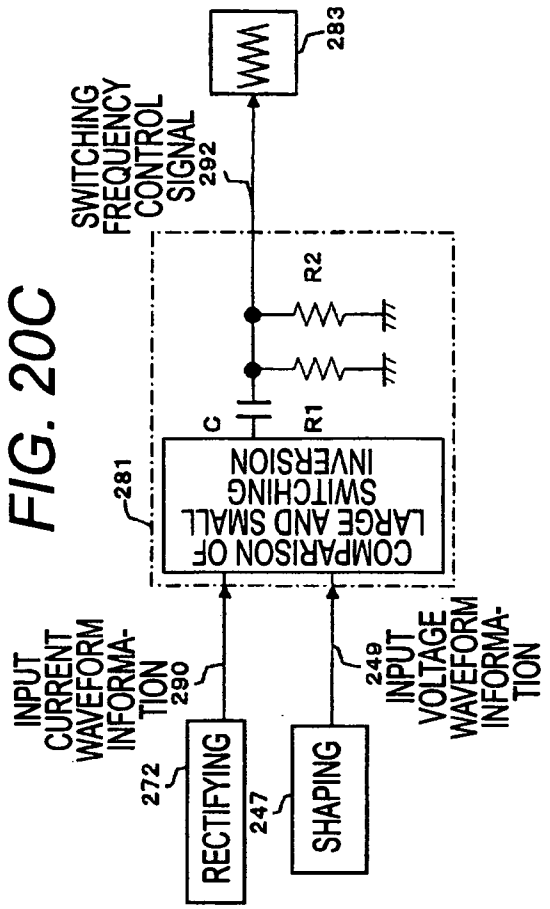 FIG. 20C
INPUT
CURRENT
WAVEFORM
INFORMA-
TION
290
272
RECTIFYING
247
SHAPING
249
INPUT
VOLTAGE
WAVEFORM
INFORMA-
TION
281
COMPARISON OF
LARGE AND SMALL
SWITCHING
INVERSION
C
R1
R2
SWITCHING
FREQUENCY
CONTROL
SIGNAL
292
283